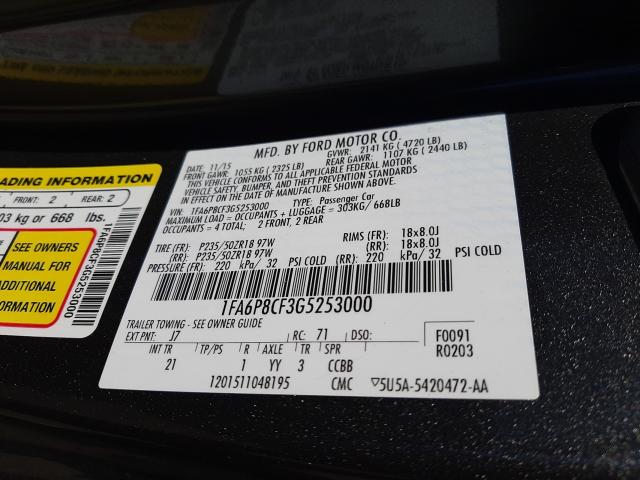 MFD. BY FORD MOTOR CO.
DATE: 11/15 GVWR: 2141 KG ( 4720 LB)
FRONT GAWR: 1055 KG ( 2325 LB) REAR GAWR: 1107 KG ( 2440 LB)
THIS VEHICLE CONFORMS TO ALL APPLICABLE FEDERAL MOTOR
VEHICLE SAFETY, BUMPER, AND THEFT PREVENTION STANDARDS
IN EFFECT ON THE DATE OF MANUFACTURE SHOWN ABOVE.
VIN: 1FA6P8CF3G5253000 TYPE: Passenger Car
MAXIMUM LOAD = OCCUPANTS + LUGGAGE = 303KG/ 668LB
OCCUPANTS = 4 TOTAL: 2 FRONT, 2 REAR
TIRE (FR): P235/50ZR18 97W RIMS (FR): 18x8.0J
(RR): P235/50ZR18 97W (RR): 18x8.0J
PRESSURE (FR): 220 kPa/ 32 PSI COLD (RR): 220 kPa/ 32 PSI COLD
1FA6P8CF3G5253000
TRAILER TOWING - SEE OWNER GUIDE
EXT PNT: J7 RC: 71 DSO: F0091
R0203
INT TR TP/PS R AXLE TR SPR
21 1 YY 3 CCBB
1201511048195 CMC ▽5U5A-5420472-AA
ADING INFORMATION
FRONT: 2 REAR: 2
03 kg or 668 lbs.
SEE OWNERS
MANUAL FOR
ADDITIONAL
INFORMATION
1FA6P8CF3G5253000